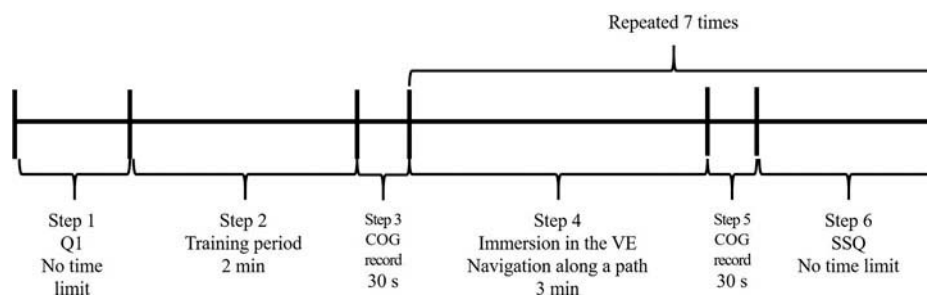 Repeated 7 times
Step 1
Q1
No time
limit
Step 2
Training period
2 min
Step 3
COG
record
30 s
Step 4
Immersion in the VE
Navigation along a path
3 min
Step 5
COG
record
30 s
Step 6
SSQ
No time limit